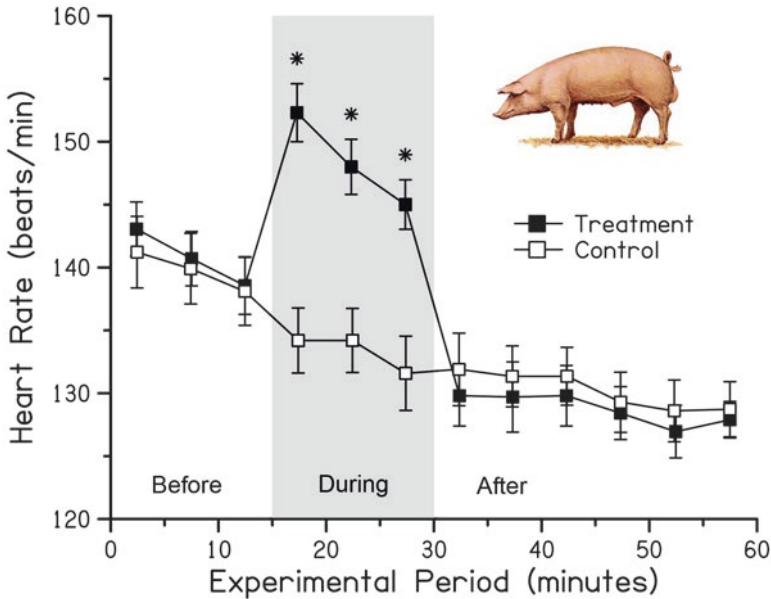 160
150
140
130
120
Heart Rate (beats/min)
*
*
*
Treatment
Control
Before
During
After
0
10
20
30
40
50
60
Experimental Period (minutes)